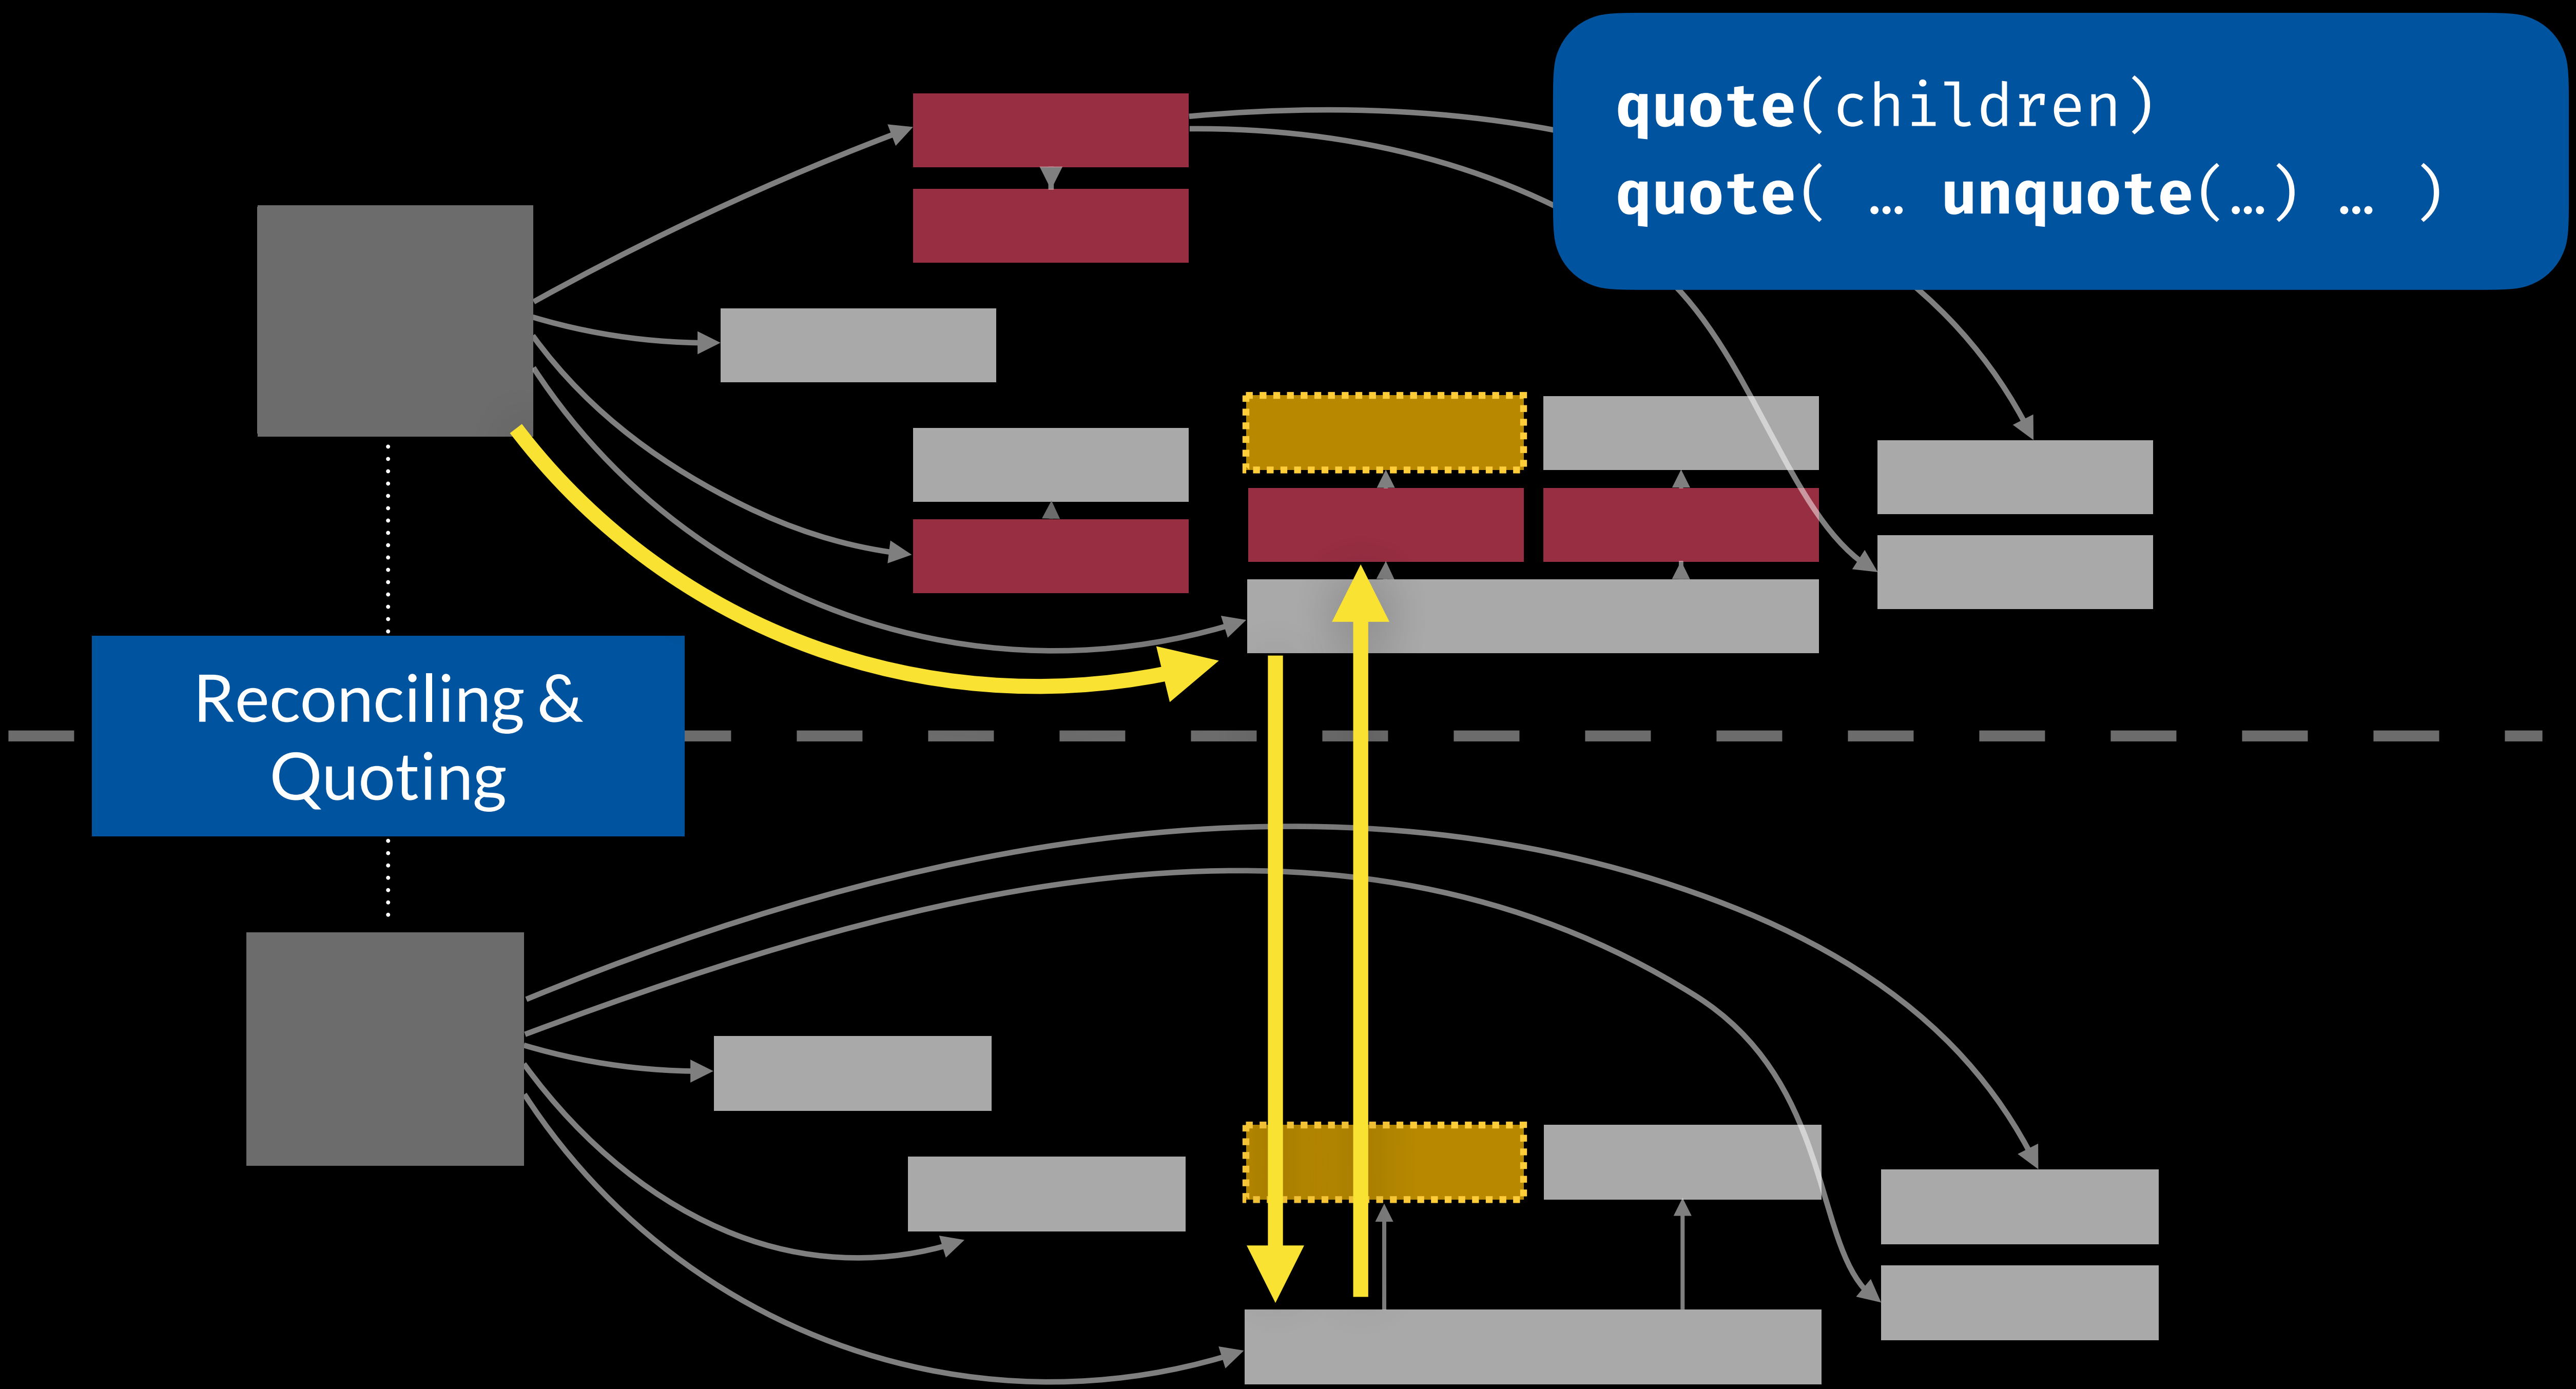 quote(children)
quote( … unquote(…) … )
Reconciling &
Quoting